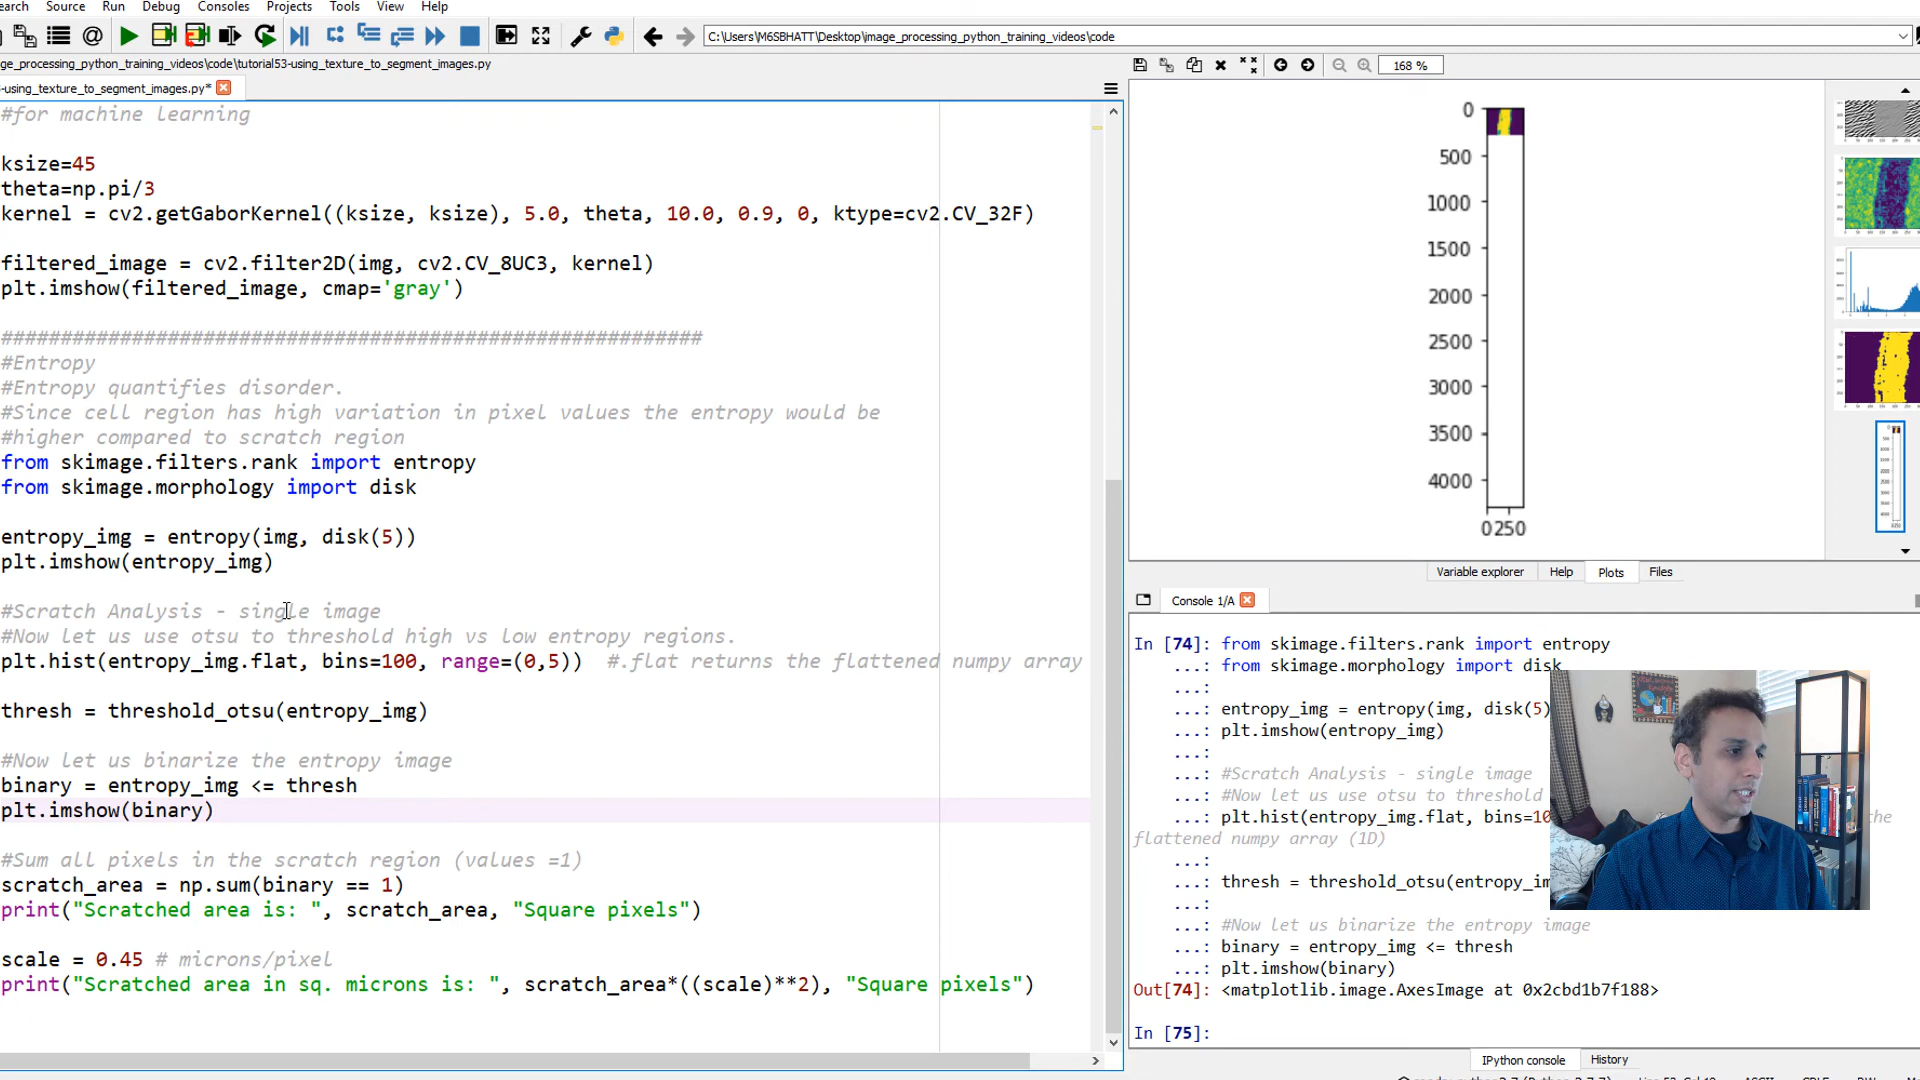 earch Source Run Debug Consoles Projects Tools View Help
C:\Users\M6SBHATT\Desktop\image_processing_python_training_videos\code
ge_processing_python_training_videos\code\tutorial53-using_texture_to_segment_images.py
-using_texture_to_segment_images.py*
#for machine learning
ksize=45
theta=np.pi/3
kernel = cv2.getGaborKernel((ksize, ksize), 5.0, theta, 10.0, 0.9, 0, ktype=cv2.CV_32F)
filtered_image = cv2.filter2D(img, cv2.CV_8UC3, kernel)
plt.imshow(filtered_image, cmap='gray')
###########################################################
#Entropy
#Entropy quantifies disorder.
#Since cell region has high variation in pixel values the entropy would be
#higher compared to scratch region
from skimage.filters.rank import entropy
from skimage.morphology import disk
entropy_img = entropy(img, disk(5))
plt.imshow(entropy_img)
#Scratch Analysis - single image
#Now let us use otsu to threshold high vs low entropy regions.
plt.hist(entropy_img.flat, bins=100, range=(0,5))  #.flat returns the flattened numpy array
thresh = threshold_otsu(entropy_img)
#Now let us binarize the entropy image
binary = entropy_img <= thresh
plt.imshow(binary)
#Sum all pixels in the scratch region (values =1)
scratch_area = np.sum(binary == 1)
print("Scratched area is: ", scratch_area, "Square pixels")
scale = 0.45 # microns/pixel
print("Scratched area in sq. microns is: ", scratch_area*((scale)**2), "Square pixels")
168 %
0
500
1000
1500
2000
2500
3000
3500
4000
0 250
Variable explorer Help Plots Files
Console 1/A
In [74]: from skimage.filters.rank import entropy
...: from skimage.morphology import disk
...:
...: entropy_img = entropy(img, disk(5)
...: plt.imshow(entropy_img)
...:
...: #Scratch Analysis - single image
...: #Now let us use otsu to threshold
...: plt.hist(entropy_img.flat, bins=10 the
flattened numpy array (1D)
...:
...: thresh = threshold_otsu(entropy_im
...:
...: #Now let us binarize the entropy image
...: binary = entropy_img <= thresh
...: plt.imshow(binary)
Out[74]: <matplotlib.image.AxesImage at 0x2cbd1b7f188>
In [75]:
IPython console History